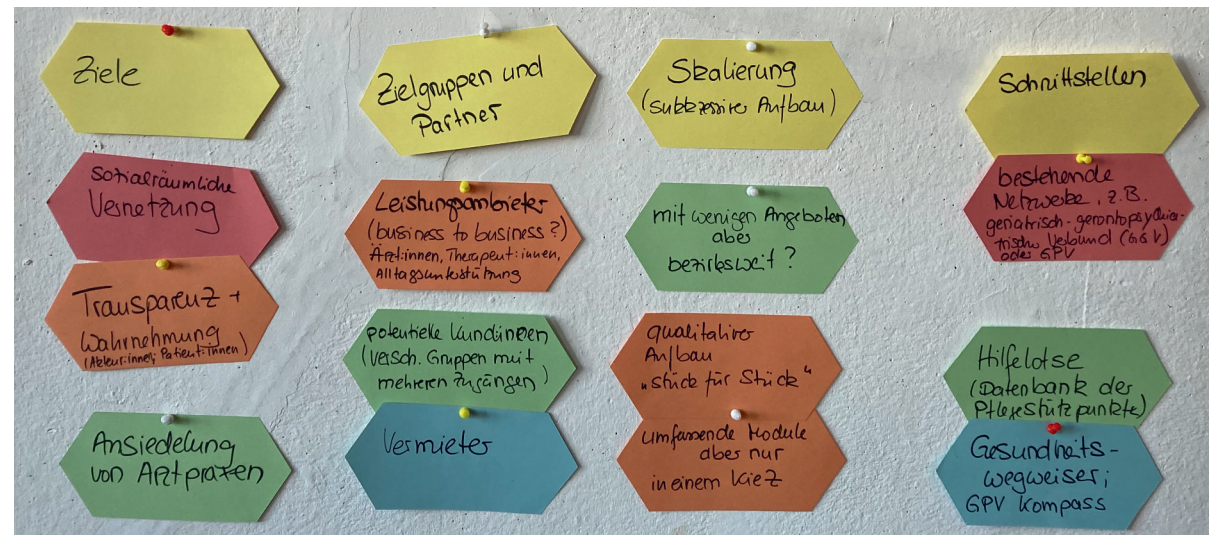 Ziele
sozialräumliche
Vernetzung
Transparenz +
Wahrnehmung
(Akteur:innen; Patient:innen)
Ansiedelung
von Arztpraxen
Zielgruppen und
Partner
Leistungsanbieter
(business to business?)
Ärzt:innen, Therapeut:innen,
Alltagsunterstützung
potentielle Kund:innen
(versch. Gruppen mit
mehreren Zugängen)
Vermieter
Skalierung
(sukzessiver Aufbau)
mit wenigen Angeboten
aber
bezirksweit?
qualitativer
Aufbau
"stück für Stück"
umfassende Module
aber nur
in einem Kiez
Schnittstellen
bestehende
Netzwerke, z.B.
geriatrisch-gerontopsychia-
trischer Verbund (GGV)
oder GPV
Hilfelotse
(Datenbank der
Pflegestützpunkte)
Gesundheits-
wegweiser;
GPV Kompass